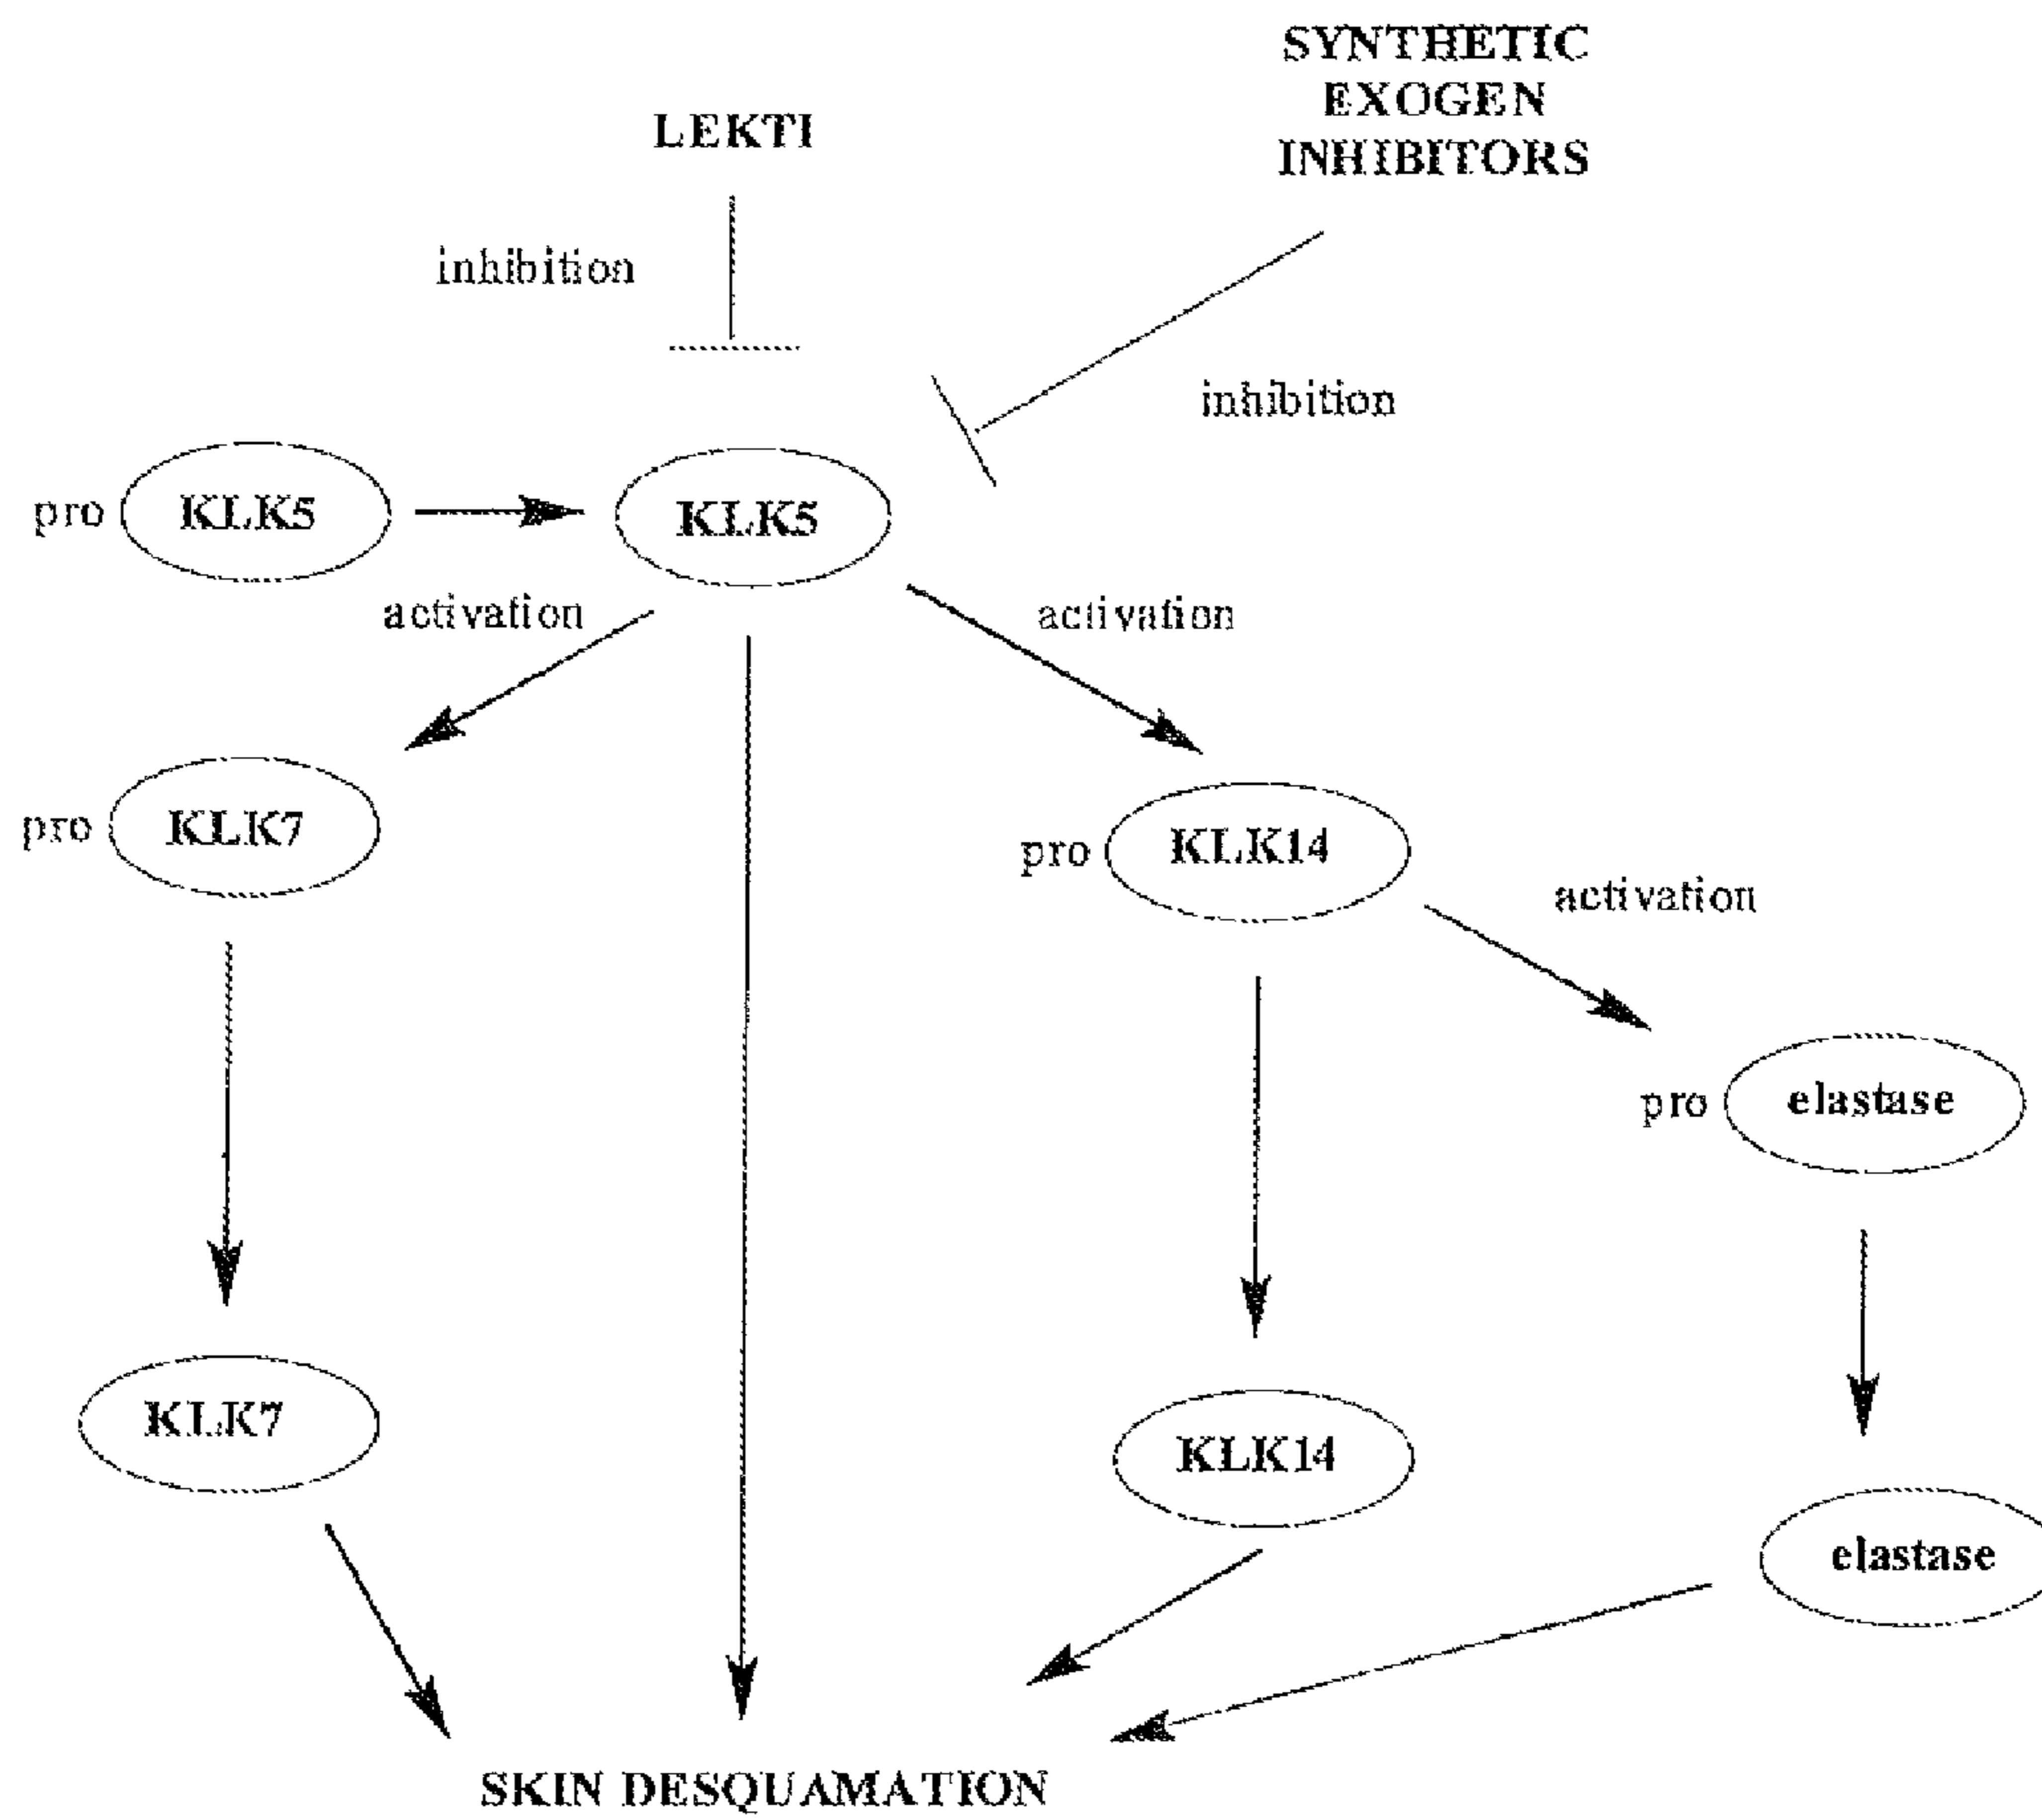 SYNTHETIC
EXOGEN
INHIBITORS
LEKTI
inhibition
inhibition
pro KLK5
KLK5
activation
activation
pro KLK7
pro KLK14
activation
pro elastase
KLK7
KLK14
elastase
SKIN DESQUAMATION